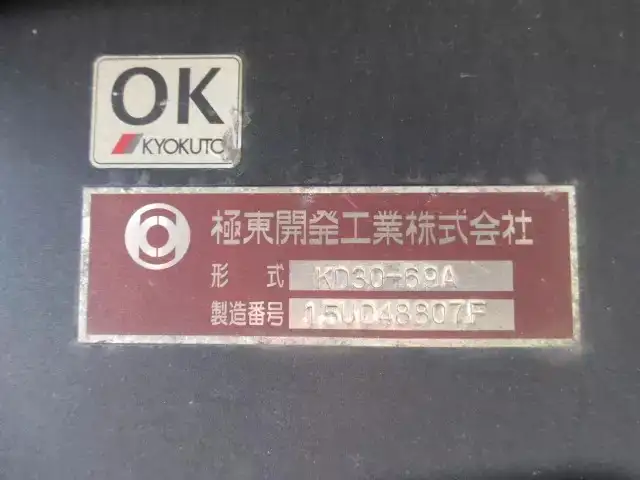 OK
KYOKUTO
極東開発工業株式会社
形式 KD30-69A
製造番号 15UD48807F